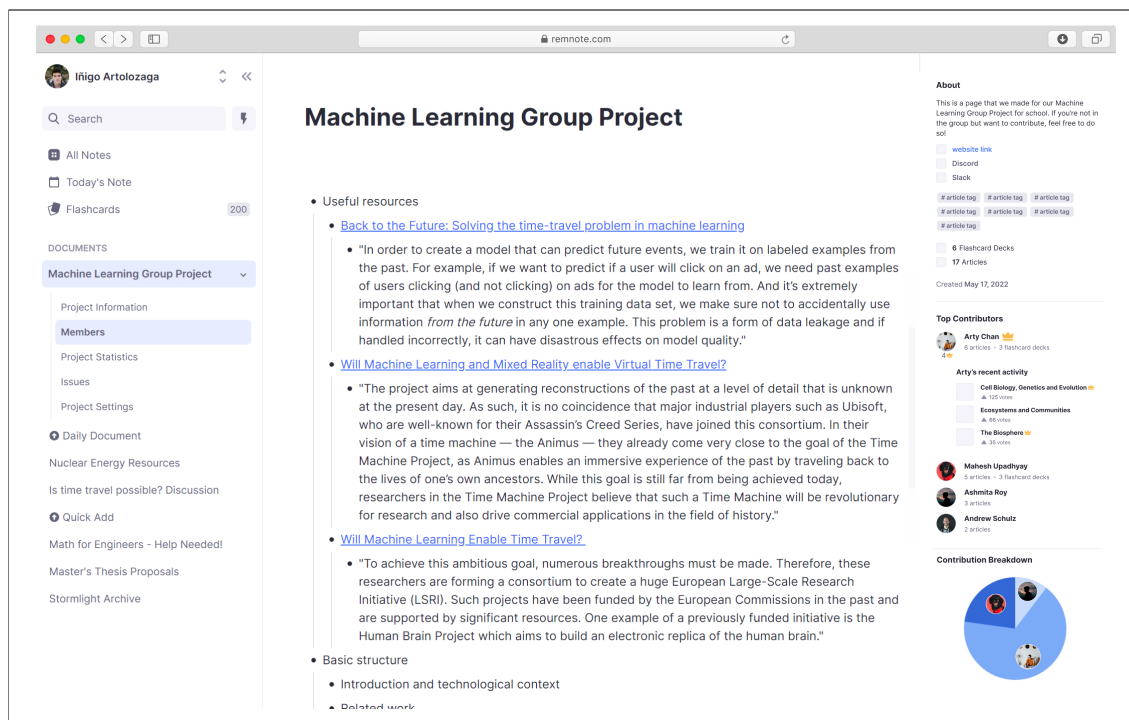 remnote.com
Iñigo Artolozaga
Search
All Notes
Today's Note
Flashcards
200
DOCUMENTS
Machine Learning Group Project
Project Information
Members
Project Statistics
Issues
Project Settings
Daily Document
Nuclear Energy Resources
Is time travel possible? Discussion
Quick Add
Math for Engineers - Help Needed!
Master's Thesis Proposals
Stormlight Archive
Machine Learning Group Project
Useful resources
Back to the Future: Solving the time-travel problem in machine learning
"In order to create a model that can predict future events, we train it on labeled examples from
the past. For example, if we want to predict if a user will click on an ad, we need past examples
of users clicking (and not clicking) on ads for the model to learn from. And it's extremely
important that when we construct this training data set, we make sure not to accidentally use
information from the future in any one example. This problem is a form of data leakage and if
handled incorrectly, it can have disastrous effects on model quality."
Will Machine Learning and Mixed Reality enable Virtual Time Travel?
"The project aims at generating reconstructions of the past at a level of detail that is unknown
at the present day. As such, it is no coincidence that major industrial players such as Ubisoft,
who are well-known for their Assassin's Creed Series, have joined this consortium. In their
vision of a time machine — the Animus — they already come very close to the goal of the Time
Machine Project, as Animus enables an immersive experience of the past by traveling back to
the lives of one's own ancestors. While this goal is still far from being achieved today,
researchers in the Time Machine Project believe that such a Time Machine will be revolutionary
for research and also drive commercial applications in the field of history."
Will Machine Learning Enable Time Travel?
"To achieve this ambitious goal, numerous breakthroughs must be made. Therefore, these
researchers are forming a consortium to create a huge European Large-Scale Research
Initiative (LSRI). Such projects have been funded by the European Commissions in the past and
are supported by significant resources. One example of a previously funded initiative is the
Human Brain Project which aims to build an electronic replica of the human brain."
Basic structure
Introduction and technological context
Related work
About
This is a page that we made for our Machine
Learning Group Project for school. If you're not in
the group but want to contribute, feel free to do
so!
website link
Discord
Slack
# article tag # article tag # article tag
# article tag # article tag # article tag
# article tag
6 Flashcard Decks
17 Articles
Created May 17, 2022
Top Contributors
Arty Chan
6 articles • 3 flashcard decks
4
Arty's recent activity
Cell Biology, Genetics and Evolution
125 votes
Ecosystems and Communities
66 votes
The Biosphere
35 votes
Mahesh Upadhyay
5 articles • 3 flashcard decks
Ashmita Roy
3 articles
Andrew Schulz
2 articles
Contribution Breakdown